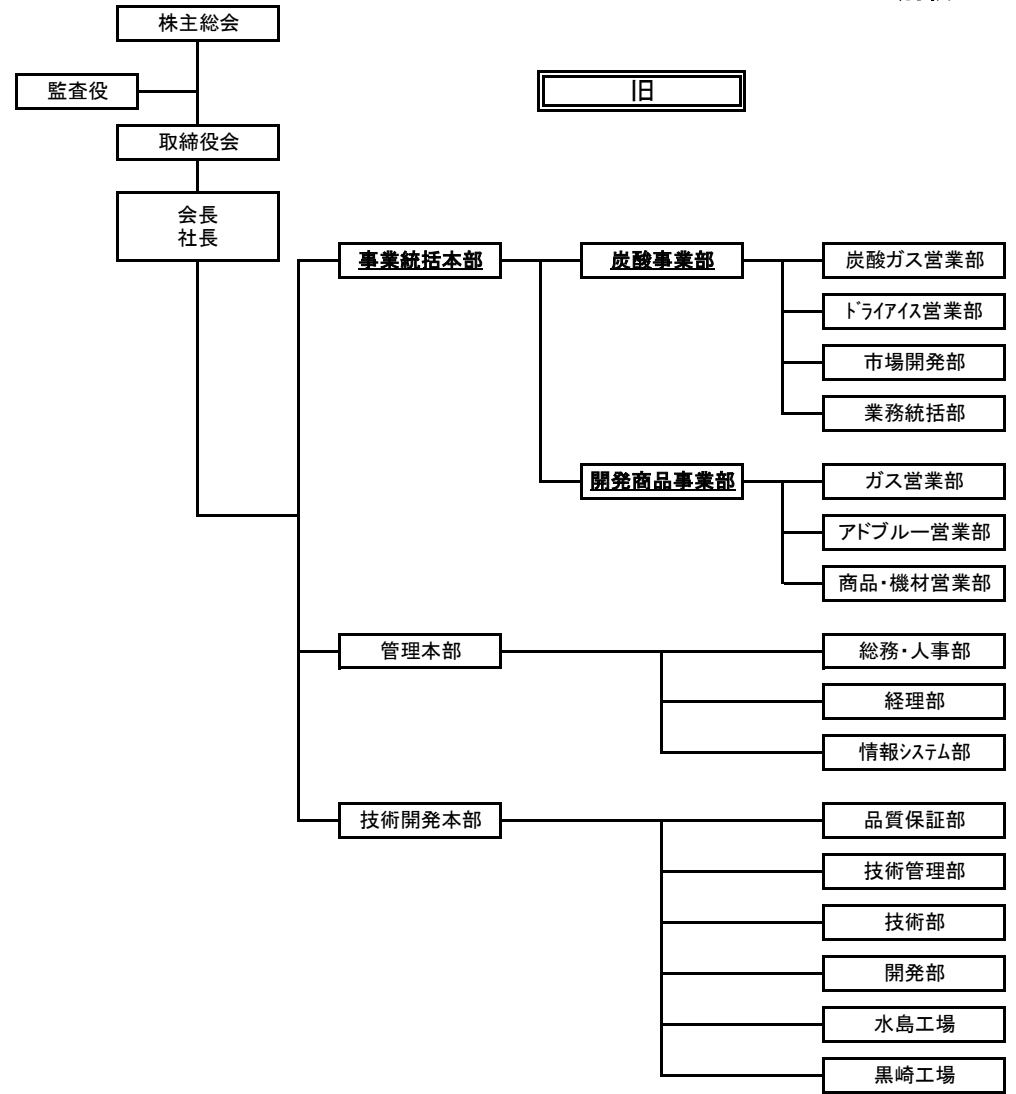 株主総会
監査役
旧
取締役会
会長
社長
事業統括本部
炭酸事業部
炭酸ガス営業部
ﾄﾞﾗｲｱｲｽ営業部
市場開発部
業務統括部
開発商品事業部
ガス営業部
アドブルー営業部
商品・機材営業部
管理本部
総務・人事部
経理部
情報ｼｽﾃﾑ部
技術開発本部
品質保証部
技術管理部
技術部
開発部
水島工場
黒崎工場